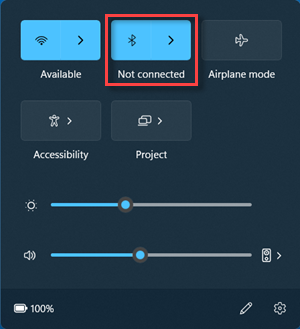 Available
Not connected
Airplane mode
Accessibility
Project
100%